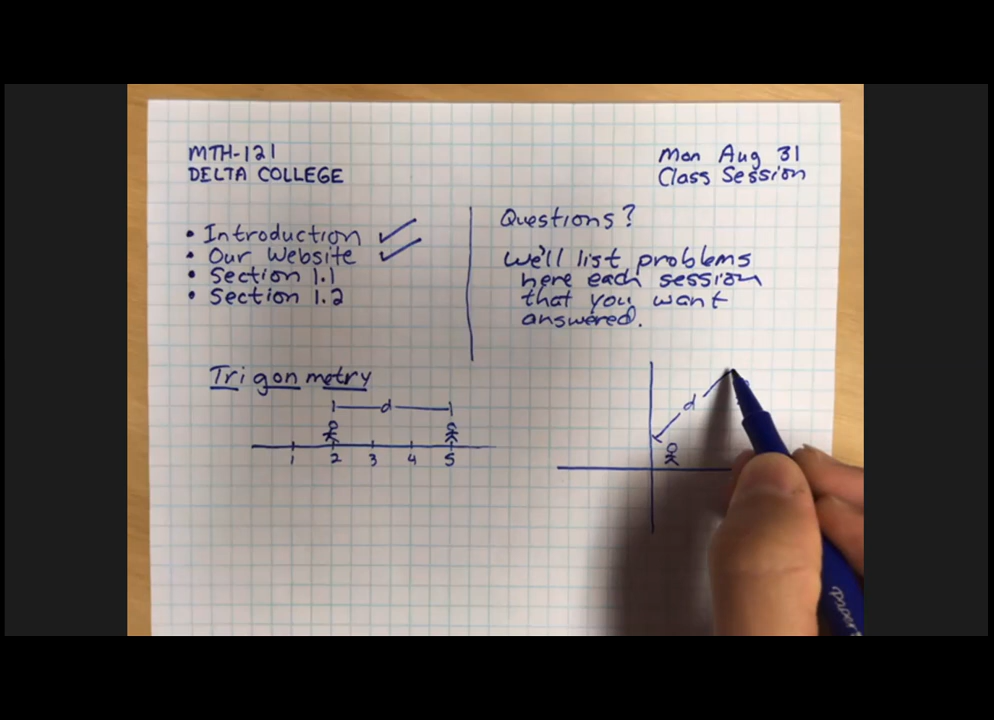 MTH-121
DELTA COLLEGE
Mon Aug 31
Class Session
• Introduction
• Our Website
• Section 1.1
• Section 1.2
Questions?
We'll list problems
here each session
that you want
answered.
Trigonometry
d
1 2 3 4 5
d
Paper